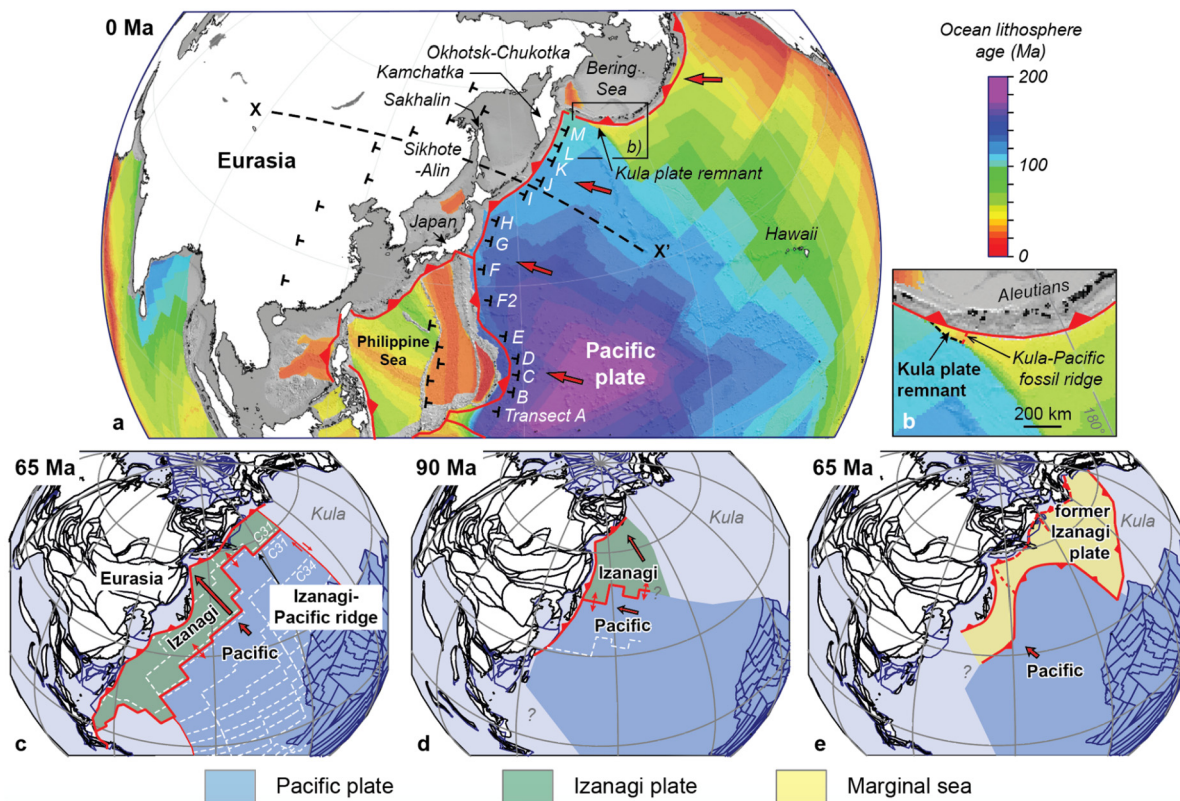 0 Ma
Okhotsk-Chukotka
Kamchatka
Sakhalin
Bering
Sea
X
Eurasia
Sikhote
-Alin
M
L
b)
K
J
I
Kula plate remnant
Japan
H
G
X'
Hawaii
F
F2
Philippine
Sea
E
D
C
B
Transect A
Pacific
plate
a
Ocean lithosphere
age (Ma)
200
100
0
Aleutians
Kula plate
remnant
Kula-Pacific
fossil ridge
200 km
180°
b
65 Ma
Kula
C31
C31
C34
Eurasia
Izanagi-
Pacific ridge
Izanagi
Pacific
c
90 Ma
Kula
Izanagi
?
Pacific
?
d
65 Ma
former
Izanagi
plate
Kula
?
Pacific
e
Pacific plate
Izanagi plate
Marginal sea